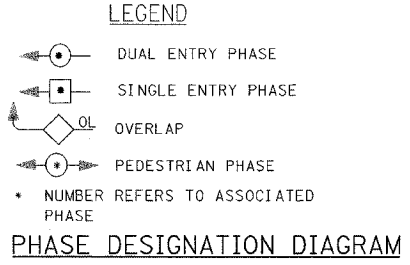 LEGEND
* DUAL ENTRY PHASE
* SINGLE ENTRY PHASE
OL OVERLAP
* PEDESTRIAN PHASE
* NUMBER REFERS TO ASSOCIATED
PHASE
PHASE DESIGNATION DIAGRAM